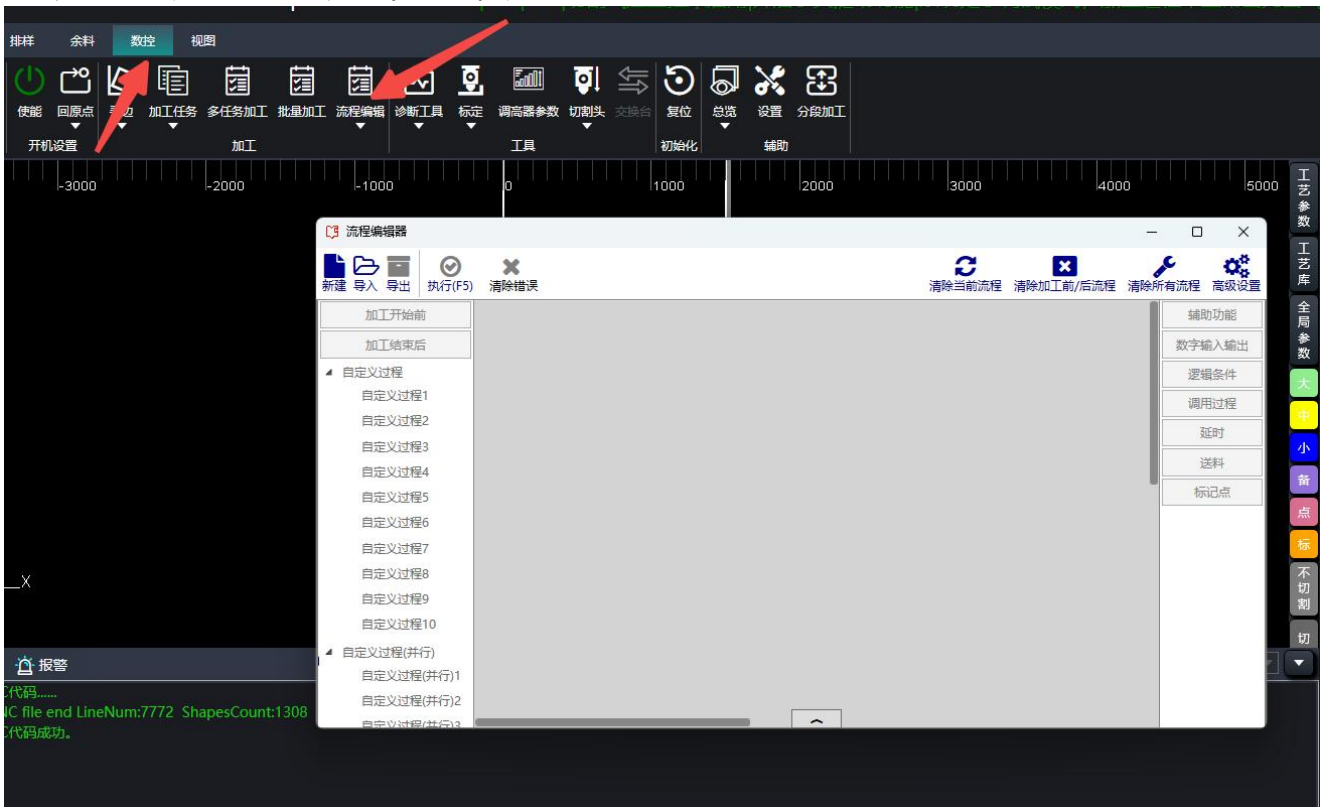 排样 余料 数控 视图
使能 回原点 加工任务 多任务加工 批量加工 流程编辑 诊断工具 标定 调高器参数 切割头 交换台 复位 总览 设置 分段加工
开机设置 加工 工具 初始化 辅助
-3000 -2000 -1000 0 1000 2000 3000 4000 5000
流程编辑器
新建 导入 导出 执行(F5) 清除错误 清除当前流程 清除加工前/后流程 清除所有流程 高级设置
加工开始前
加工结束后
自定义过程
自定义过程1
自定义过程2
自定义过程3
自定义过程4
自定义过程5
自定义过程6
自定义过程7
自定义过程8
自定义过程9
自定义过程10
自定义过程(并行)
自定义过程(并行)1
自定义过程(并行)2
自定义过程(并行)3
辅助功能
数字输入输出
逻辑条件
调用过程
延时
送料
标记点
工艺参数
工艺库
全局参数
大
中
小
备
点
标
不切割
切
X
报警
代码......
C file end LineNum:7772 ShapesCount:1308
代码成功。